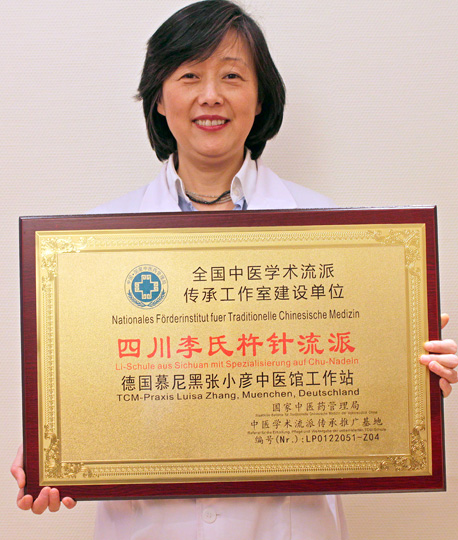 全国中医学术流派
传承工作室建设单位
Nationales Förderinstitut fuer Traditionelle Chinesische Medizin
四川李氏杵针流派
Li-Schule aus Sichuan mit Spezialisierung auf Chu-Nadeln
德国慕尼黑张小彦中医馆工作站
TCM-Praxis Luisa Zhang, Muenchen, Deutschland
国家中医药管理局
中医学术流派传承推广基地
编号(Nr.):LP0122051-Z04